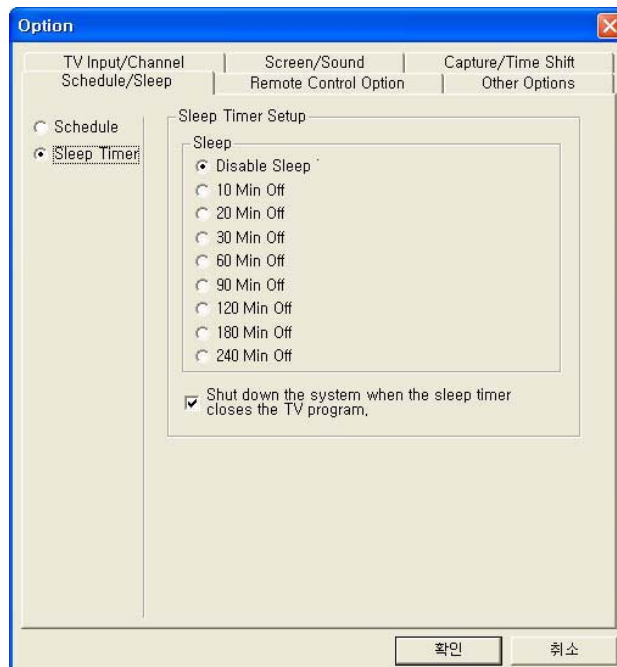 Option
TV Input/Channel
Screen/Sound
Capture/Time Shift
Schedule/Sleep
Remote Control Option
Other Options
Schedule
Sleep Timer
Sleep Timer Setup
Sleep
Disable Sleep
10 Min Off
20 Min Off
30 Min Off
60 Min Off
90 Min Off
120 Min Off
180 Min Off
240 Min Off
Shut down the system when the sleep timer
closes the TV program.
확인
취소